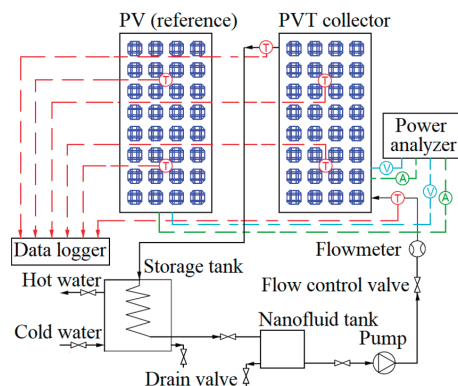 PV (reference)
PVT collector
T
T
T
T
T
Power
analyzer
V
A
V
A
T
Data logger
Flowmeter
Storage tank
Hot water
Flow control valve
Nanofluid tank
Cold water
Pump
Drain valve